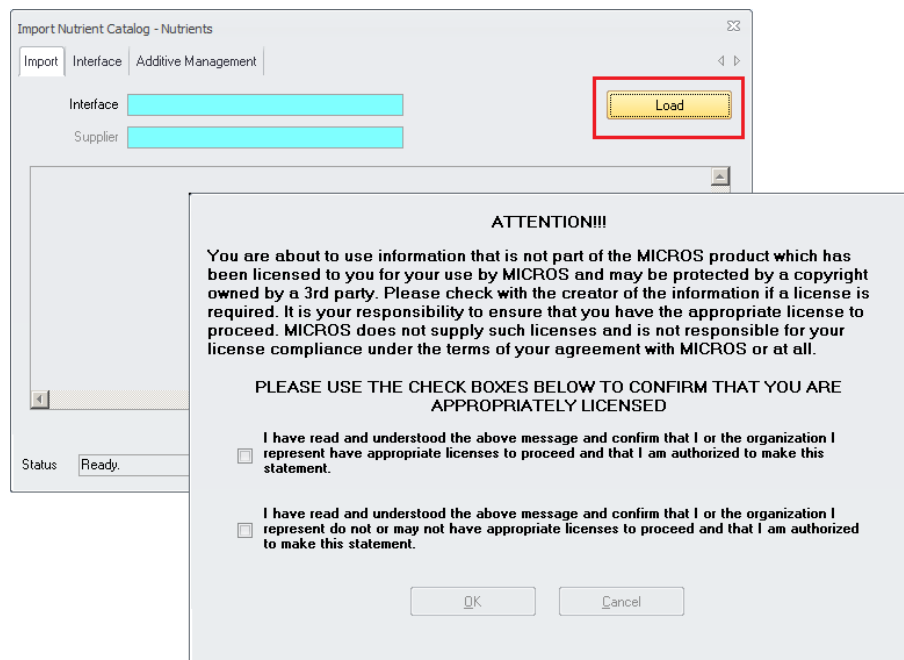 Import Nutrient Catalog - Nutrients
Import Interface Additive Management
Interface
Load
Supplier
ATTENTION!!!
You are about to use information that is not part of the MICROS product which has
been licensed to you for your use by MICROS and may be protected by a copyright
owned by a 3rd party. Please check with the creator of the information if a license is
required. It is your responsibility to ensure that you have the appropriate license to
proceed. MICROS does not supply such licenses and is not responsible for your
license compliance under the terms of your agreement with MICROS or at all.
PLEASE USE THE CHECK BOXES BELOW TO CONFIRM THAT YOU ARE
APPROPRIATELY LICENSED
I have read and understood the above message and confirm that I or the organization I
represent have appropriate licenses to proceed and that I am authorized to make this
statement.
I have read and understood the above message and confirm that I or the organization I
represent do not or may not have appropriate licenses to proceed and that I am authorized
to make this statement.
Status Ready.
OK Cancel